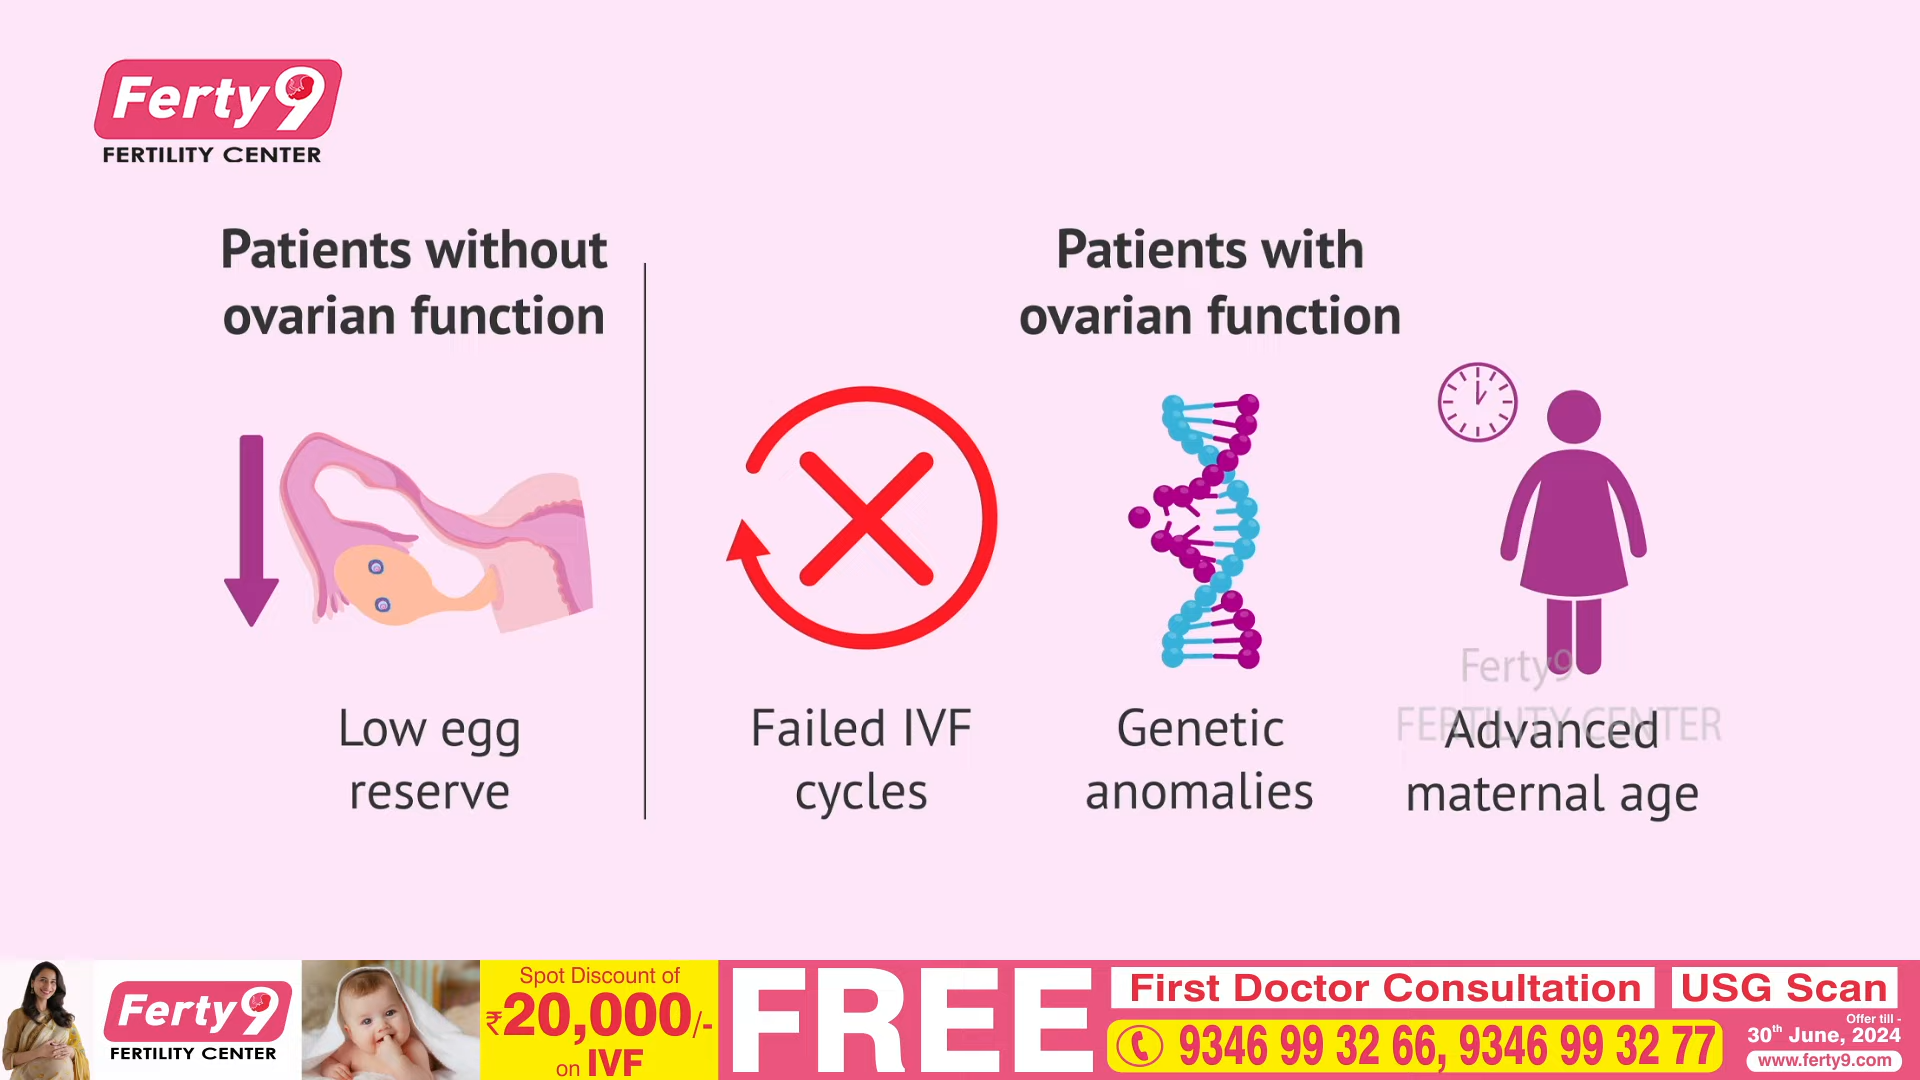 Ferty9
FERTILITY CENTER
Patients without
ovarian function
Patients with
ovarian function
Low egg
reserve
Failed IVF
cycles
Genetic
anomalies
Advanced
maternal age
Ferty9
FERTILITY CENTER
Ferty9
FERTILITY CENTER
Spot Discount of
₹20,000/-
on IVF
FREE
First Doctor Consultation
USG Scan
9346 99 32 66, 9346 99 32 77
Offer till -
30th June, 2024
www.ferty9.com